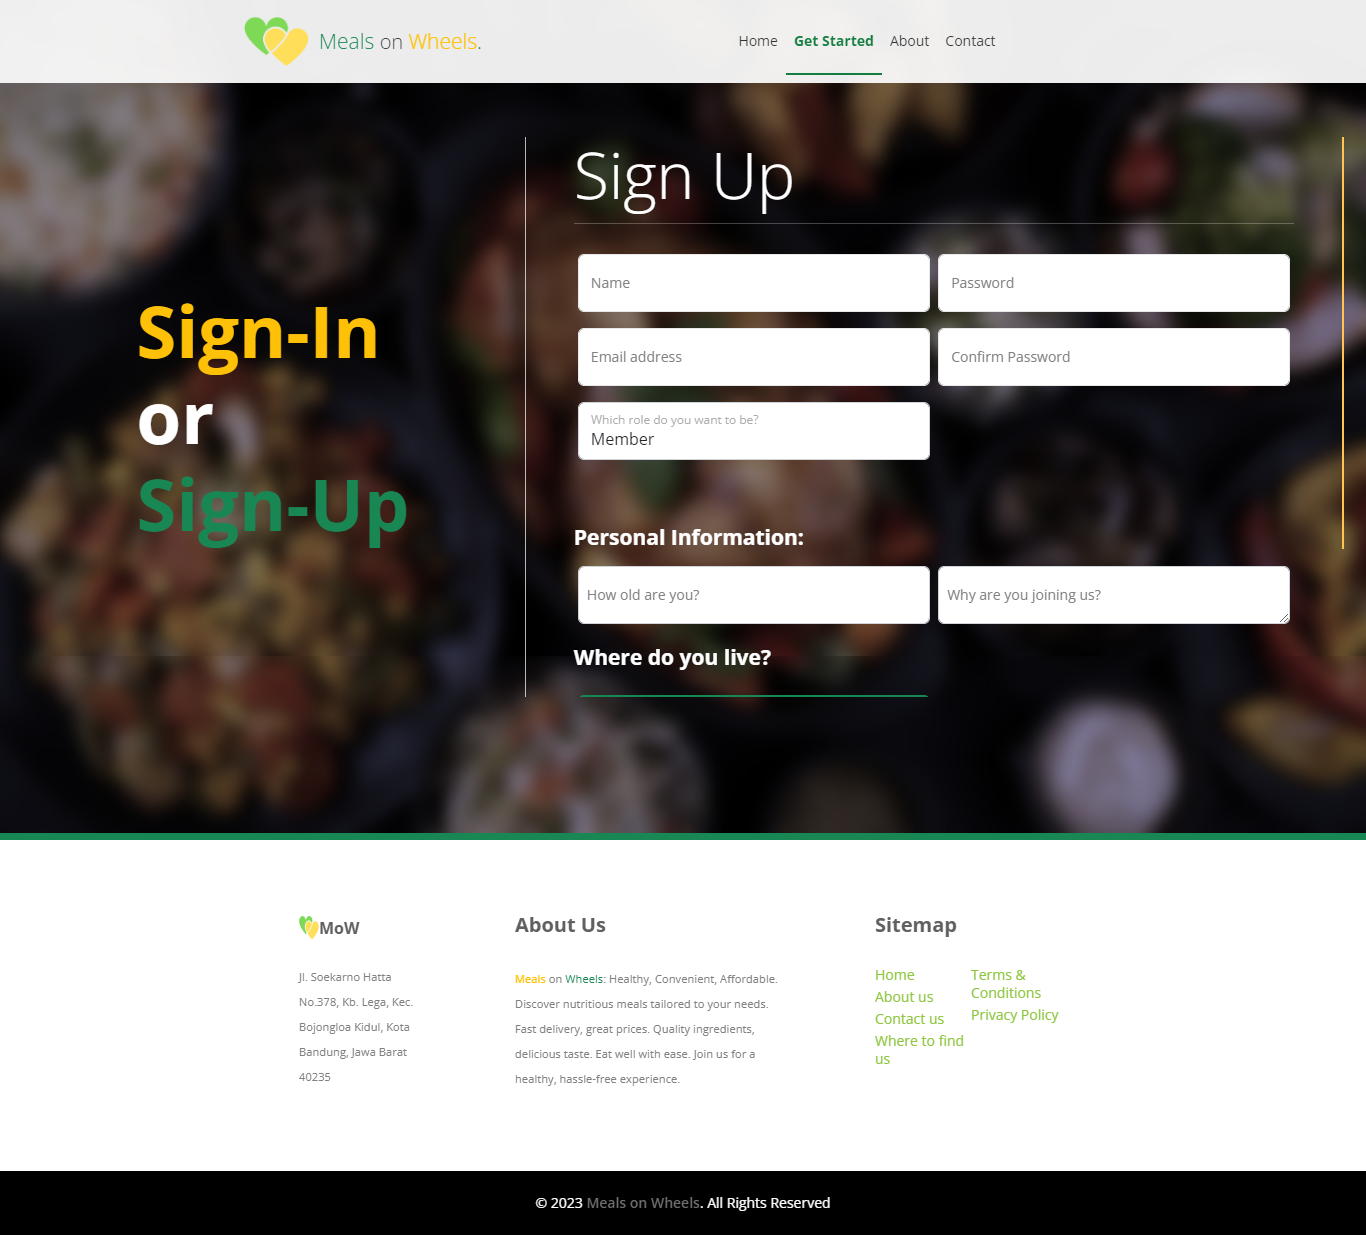 Meals on Wheels.
Home Get Started About Contact
Sign-In
or
Sign-Up
Sign Up
Name
Password
Email address
Confirm Password
Which role do you want to be?
Member
Personal Information:
How old are you?
Why are you joining us?
Where do you live?
MoW
Jl. Soekarno Hatta
No.378, Kb. Lega, Kec.
Bojongloa Kidul, Kota
Bandung, Jawa Barat
40235
About Us
Meals on Wheels: Healthy, Convenient, Affordable.
Discover nutritious meals tailored to your needs.
Fast delivery, great prices. Quality ingredients,
delicious taste. Eat well with ease. Join us for a
healthy, hassle-free experience.
Sitemap
Home
About us
Contact us
Where to find
us
Terms &
Conditions
Privacy Policy
© 2023 Meals on Wheels. All Rights Reserved